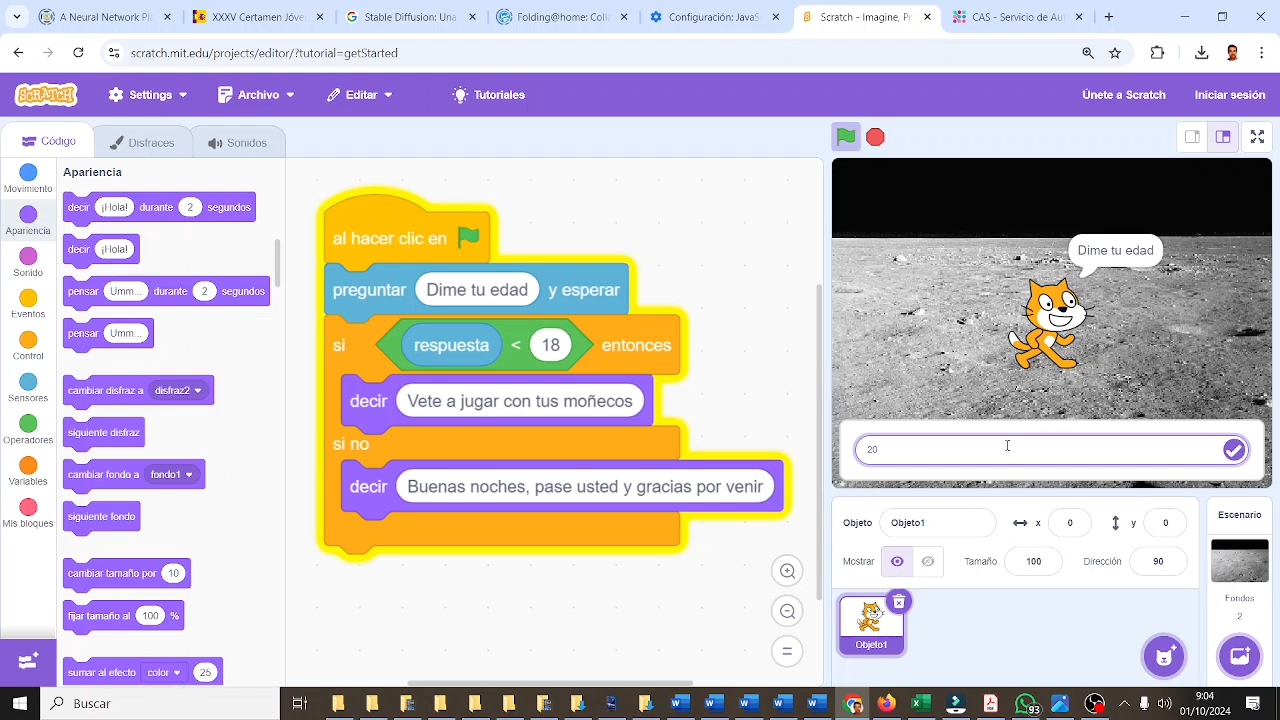 A Neural Network Pla
XXXV Certamen Jóve
Stable Diffusion: Su
Folding@home: Coli
Configuración: JavaS
Scratch - Imagine, Pr
CAS - Servicio de Au
scratch.mit.edu/projects/editor/?tutorial=getStarted
SCRATCH
Settings
Archivo
Editar
Tutoriales
Únete a Scratch
Iniciar sesión
Código
Disfraces
Sonidos
Movimiento
Apariencia
Sonido
Eventos
Control
Sensores
Operadores
Variables
Mis bloques
Apariencia
decir ¡Hola! durante 2 segundos
decir ¡Hola!
pensar Umm... durante 2 segundos
pensar Umm...
cambiar disfraz a disfraz2
siguiente disfraz
cambiar fondo a fondo1
siguiente fondo
cambiar tamaño por 10
fijar tamaño al 100 %
sumar al efecto color 25
al hacer clic en
preguntar Dime tu edad y esperar
si respuesta < 18 entonces
decir Vete a jugar con tus moñecos
si no
decir Buenas noches, pase usted y gracias por venir
Dime tu edad
20
Objeto Objeto1 x 0 y 0
Mostrar Tamaño 100 Dirección 90
Objeto1
Escenario
Fondos
2
Buscar
93
9:04
01/10/2024